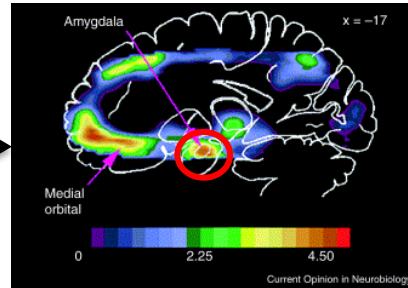 Amygdala
x = −17
Medial
orbital
0
2.25
4.50
Current Opinion in Neurobiology